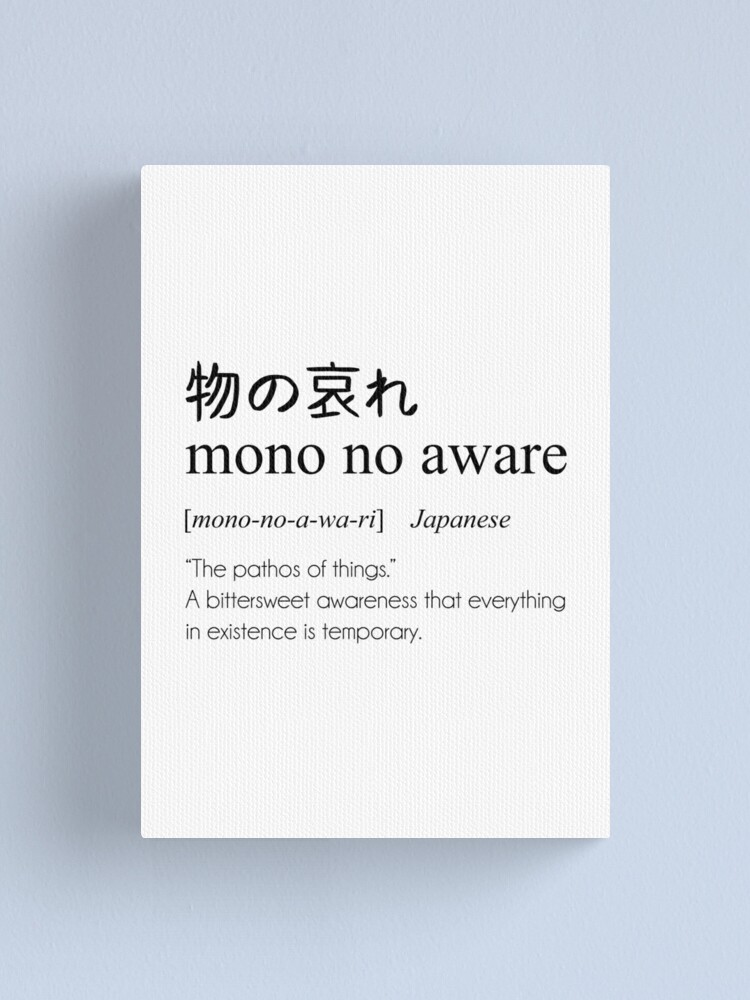 物の哀れ
mono no aware
[mono-no-a-wa-ri] Japanese
“The pathos of things.”
A bittersweet awareness that everything
in existence is temporary.